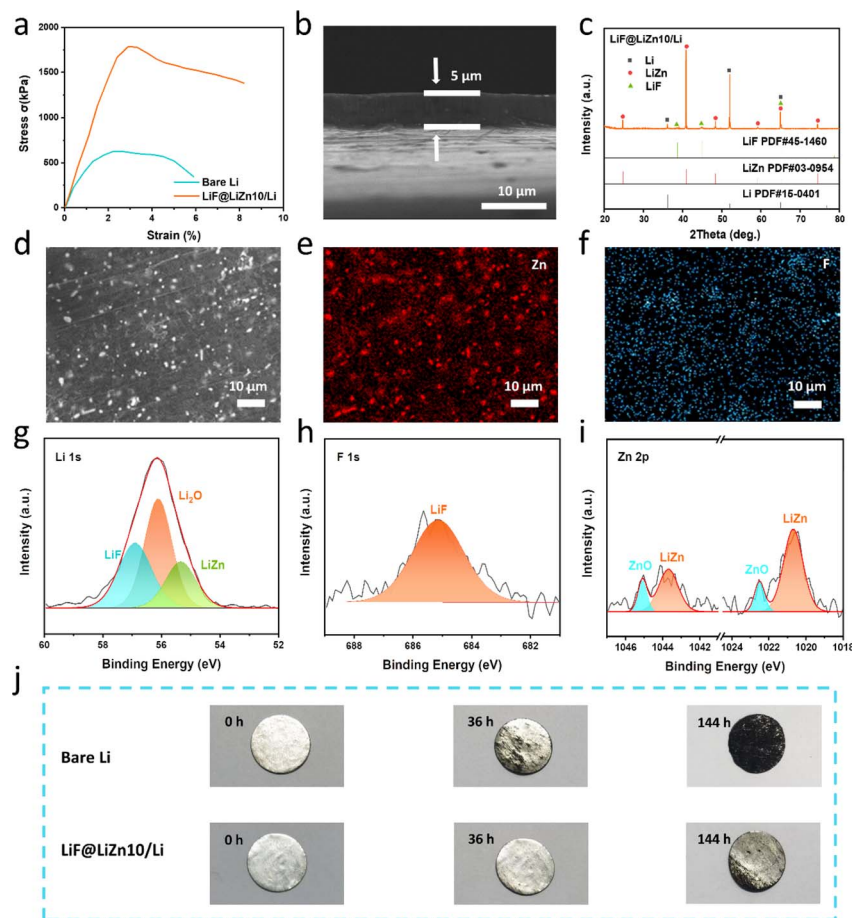 a
Stress σ(kPa)
2000
1500
1000
500
0
0 2 4 6 8 10
Strain (%)
Bare Li
LiF@LiZn10/Li
b
5 μm
10 μm
c
LiF@LiZn10/Li
Li
LiZn
LiF
LiF PDF#45-1460
LiZn PDF#03-0954
Li PDF#15-0401
Intensity (a.u.)
20 30 40 50 60 70 80
2Theta (deg.)
d
10 μm
e
Zn
10 μm
f
F
10 μm
g
Li 1s
Li₂O
LiF
LiZn
Intensity (a.u.)
60 58 56 54 52
Binding Energy (eV)
h
F 1s
LiF
Intensity (a.u.)
688 686 684 682
Binding Energy (eV)
i
Zn 2p
LiZn
ZnO
LiZn
ZnO
Intensity (a.u.)
1046 1044 1042 1024 1022 1020 1018
Binding Energy (eV)
j
Bare Li
0 h
36 h
144 h
LiF@LiZn10/Li
0 h
36 h
144 h